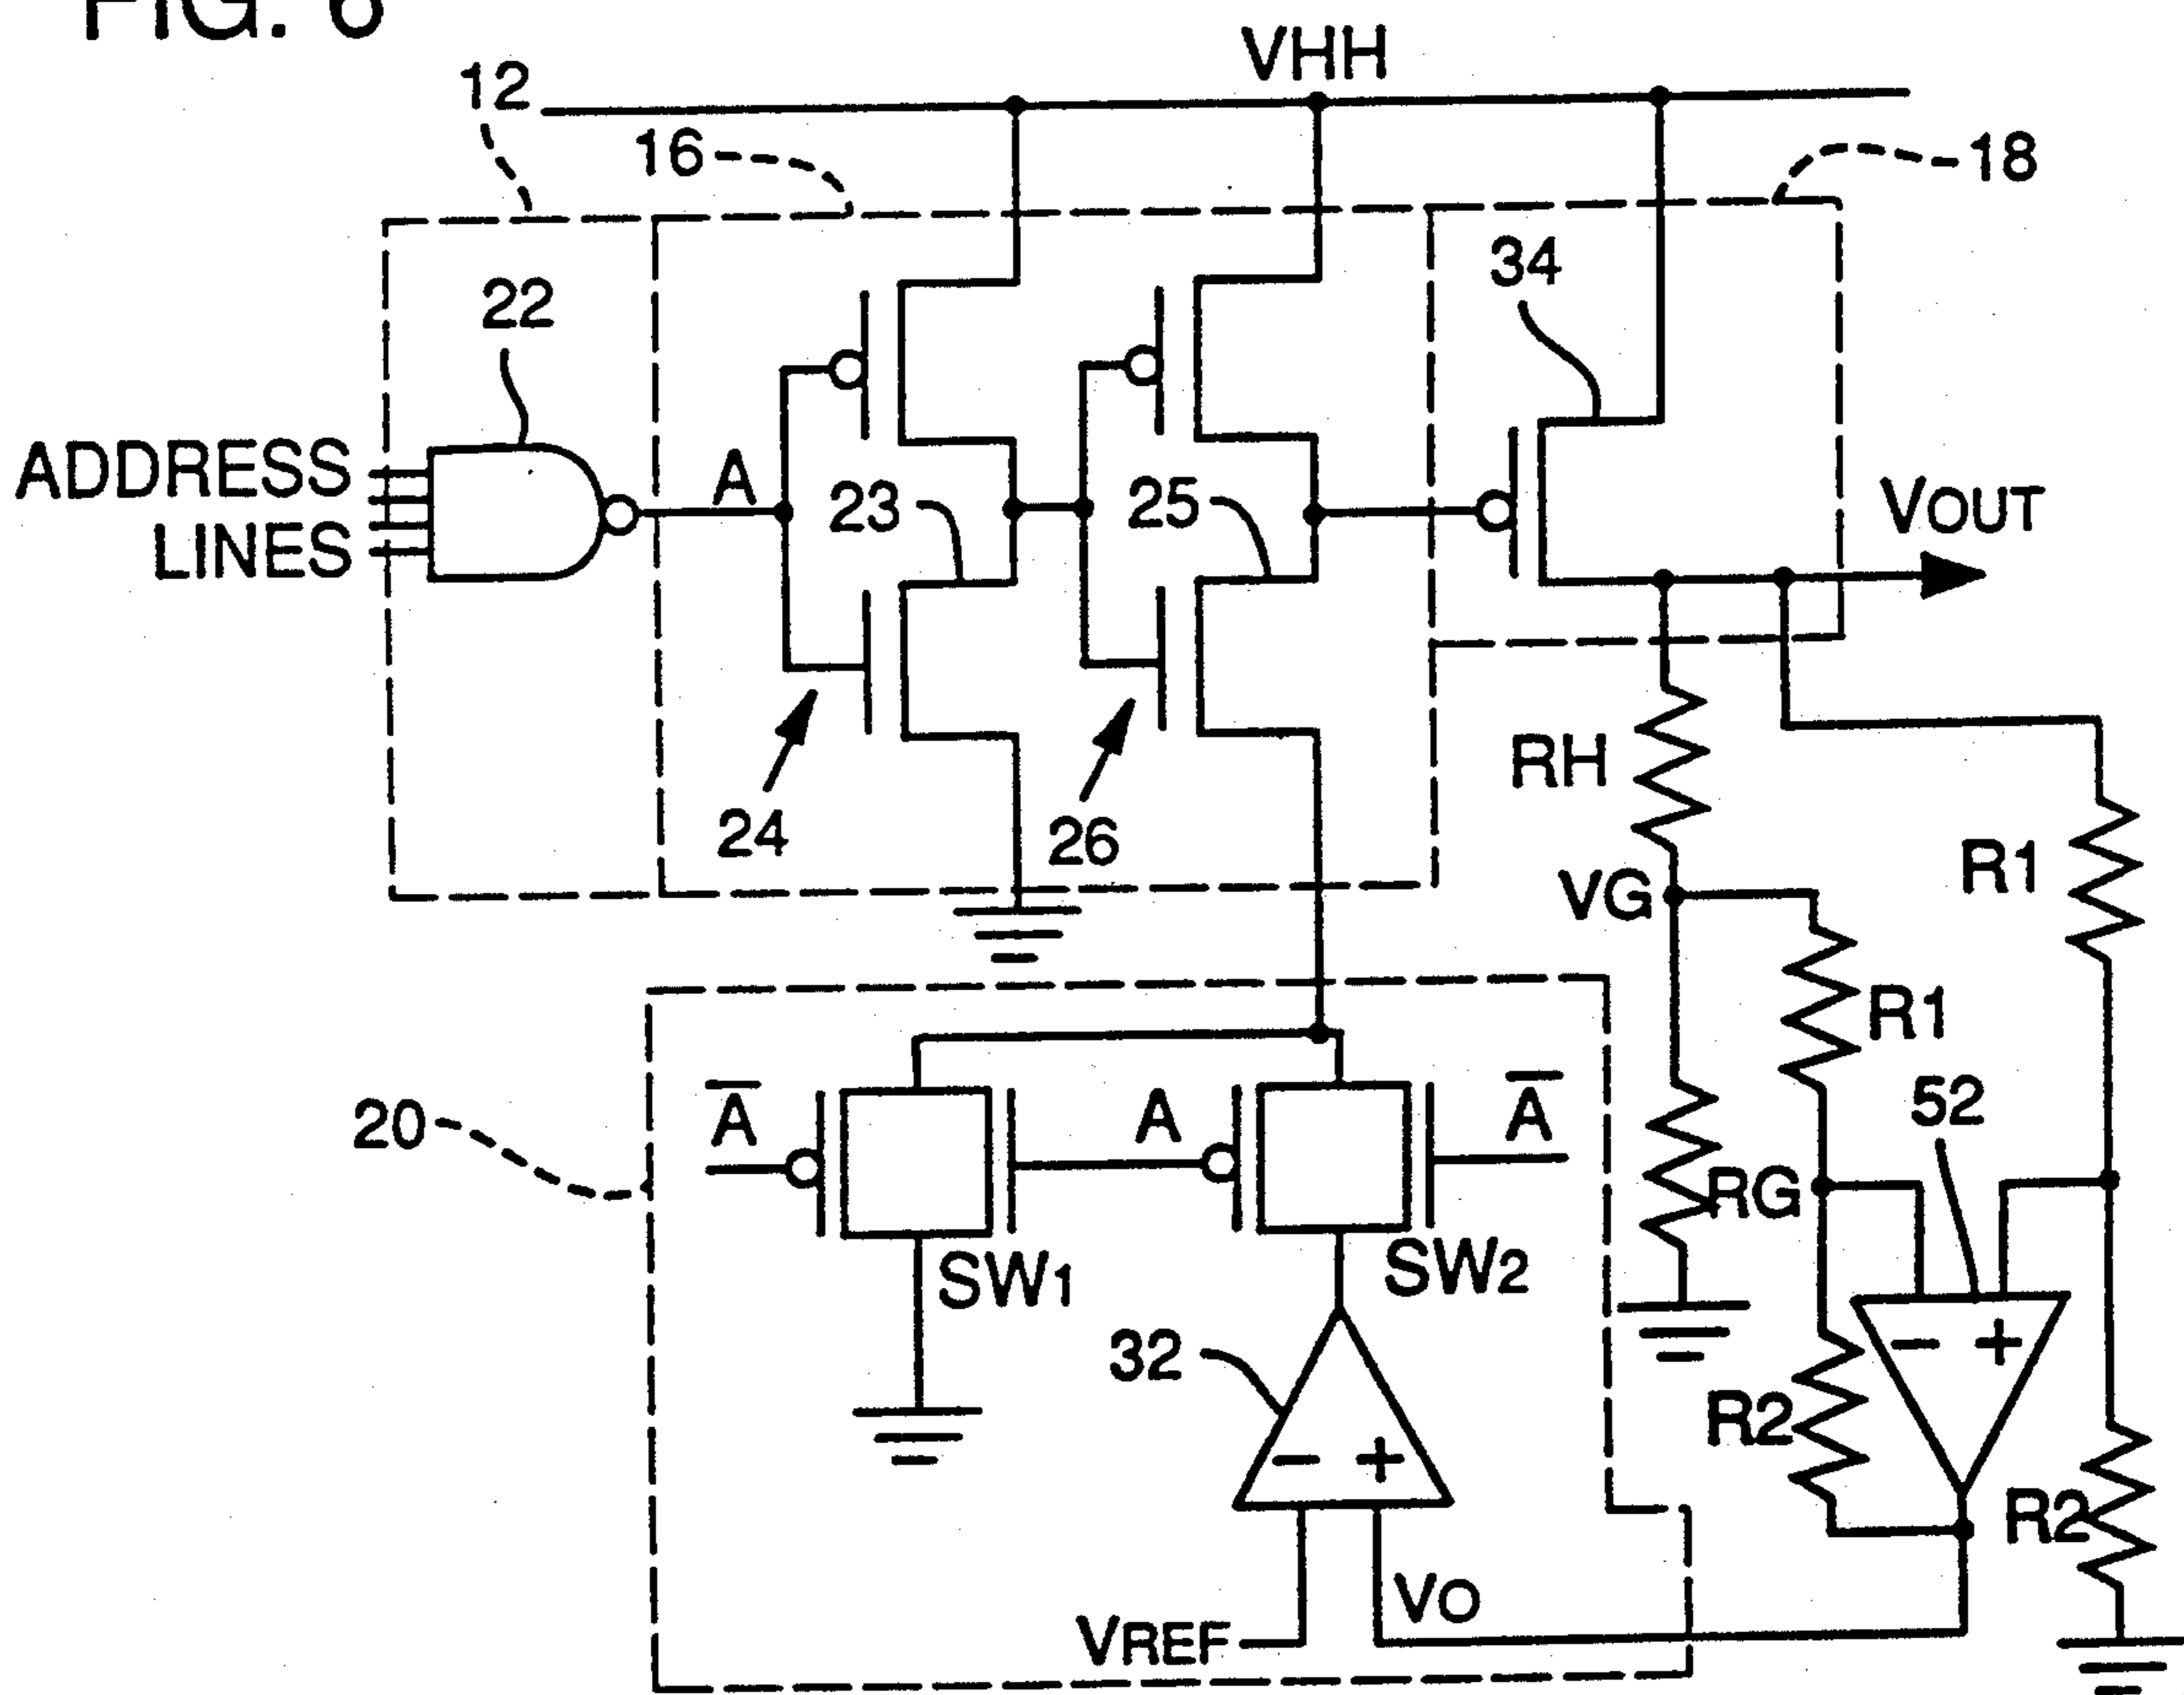 FIG. 6
VHH
12
16
18
34
22
ADDRESS
LINES
A
23
25
VOUT
24
26
RH
R1
VG
R1
52
20
A
A
A
RG
SW1
SW2
32
R2
R2
VREF
VO